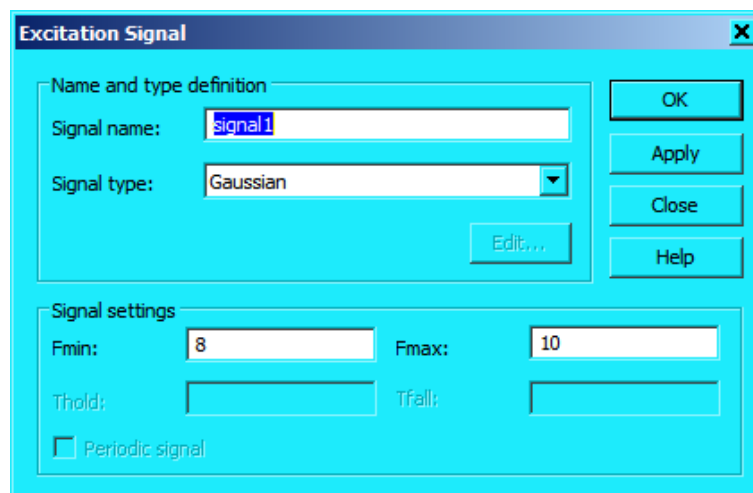 Excitation Signal
Name and type definition
Signal name:
signal1
Signal type:
Gaussian
Edit...
OK
Apply
Close
Help
Signal settings
Fmin:
8
Fmax:
10
Thold:
Tfall:
Periodic signal